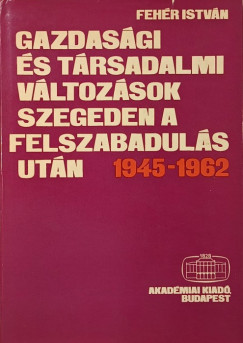 FEHÉR ISTVÁN
GAZDASÁGI
ÉS TÁRSADALMI
VÁLTOZÁSOK
SZEGEDEN A
FELSZABADULÁS
UTÁN 1945-1962
1828
AKADÉMIAI KIADÓ,
BUDAPEST